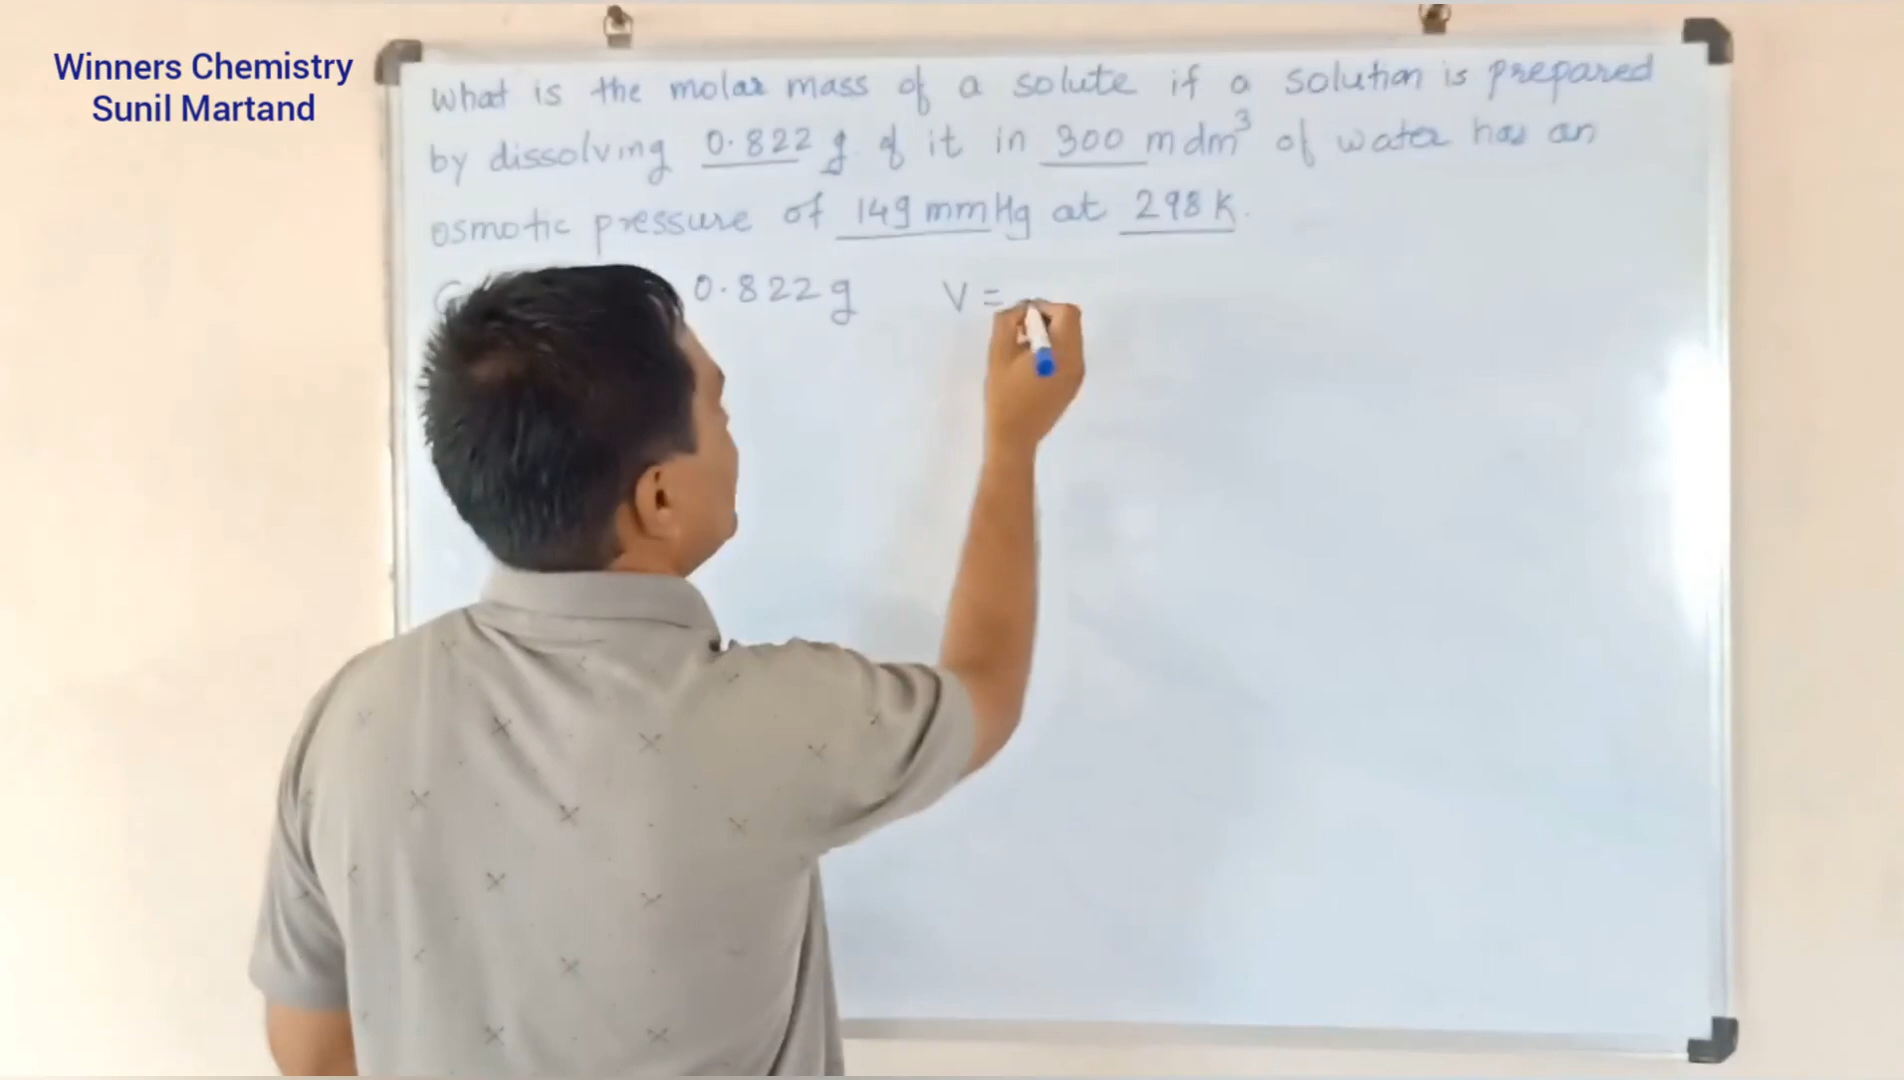 Winners Chemistry
Sunil Martand
What is the molar mass of a solute if a solution is prepared
by dissolving 0.822 g of it in 300 mdm³ of water has an
osmotic pressure of 149 mmHg at 298 K.
0.822 g V =